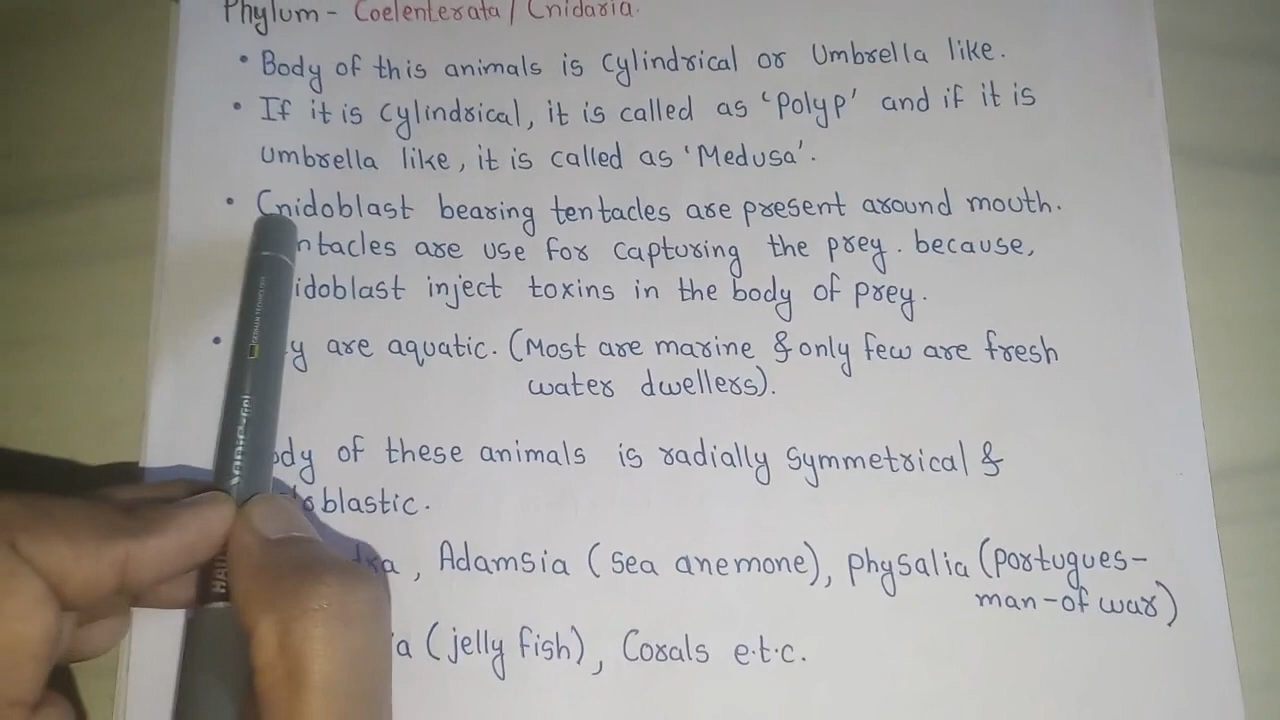 Phylum - Coelenterata / Cnidaria.
• Body of this animals is cylindrical or Umbrella like.
• If it is cylindrical, it is called as 'Polyp' and if it is
umbrella like, it is called as 'Medusa'.
• Cnidoblast bearing tentacles are present around mouth.
ntacles are use for capturing the prey. because,
idoblast inject toxins in the body of prey.
• y are aquatic. (Most are marine & only few are fresh
water dwellers).
ody of these animals is radially symmetrical &
blastic.
, Adamsia (sea anemone), Physalia (portugues-
man-of war)
a (jelly fish), Corals e.t.c.